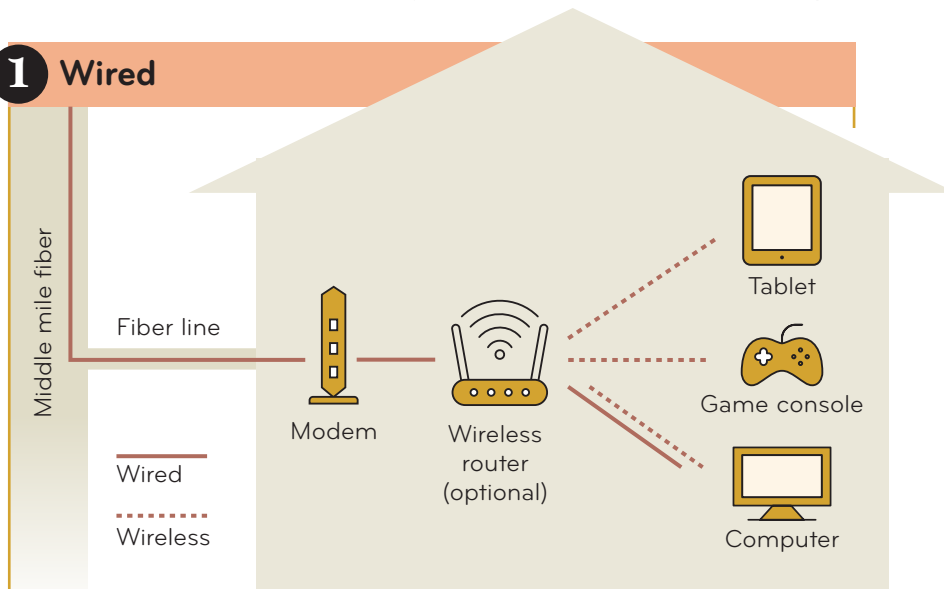 1 Wired
Middle mile fiber
Fiber line
Modem
Wireless
router
(optional)
Tablet
Game console
Computer
Wired
Wireless